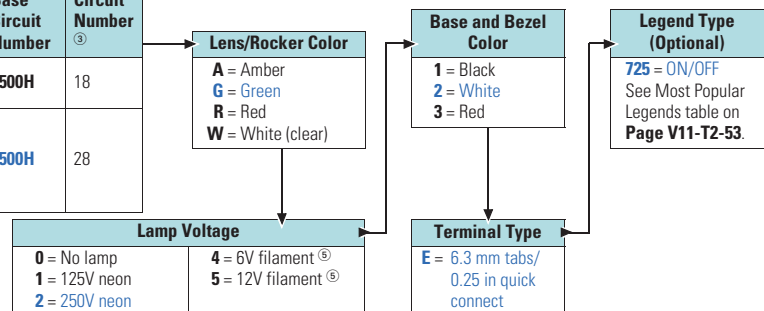 Circuit
Circuit Number
Number ③
500H 18
500H 28
Lens/Rocker Color
A = Amber
G = Green
R = Red
W = White (clear)
Base and Bezel
Color
1 = Black
2 = White
3 = Red
Legend Type
(Optional)
725 = ON/OFF
See Most Popular
Legends table on
Page V11-T2-53.
Lamp Voltage
0 = No lamp
1 = 125V neon
2 = 250V neon
4 = 6V filament ⑤
5 = 12V filament ⑤
Terminal Type
E = 6.3 mm tabs/
0.25 in quick
connect